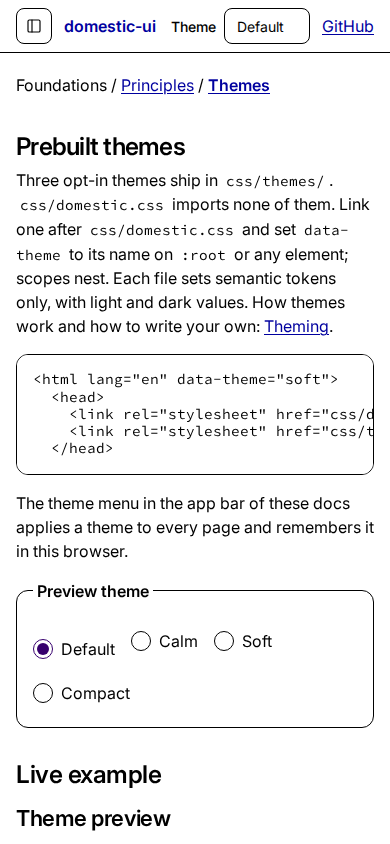 domestic-ui Theme Default GitHub
Foundations / Principles / Themes
Prebuilt themes
Three opt-in themes ship in css/themes/ .
css/domestic.css imports none of them. Link
one after css/domestic.css and set data-
theme to its name on :root or any element;
scopes nest. Each file sets semantic tokens
only, with light and dark values. How themes
work and how to write your own: Theming.
<html lang="en" data-theme="soft">
<head>
<link rel="stylesheet" href="css/d
<link rel="stylesheet" href="css/t
</head>
The theme menu in the app bar of these docs
applies a theme to every page and remembers it
in this browser.
Preview theme
Default Calm Soft
Compact
Live example
Theme preview